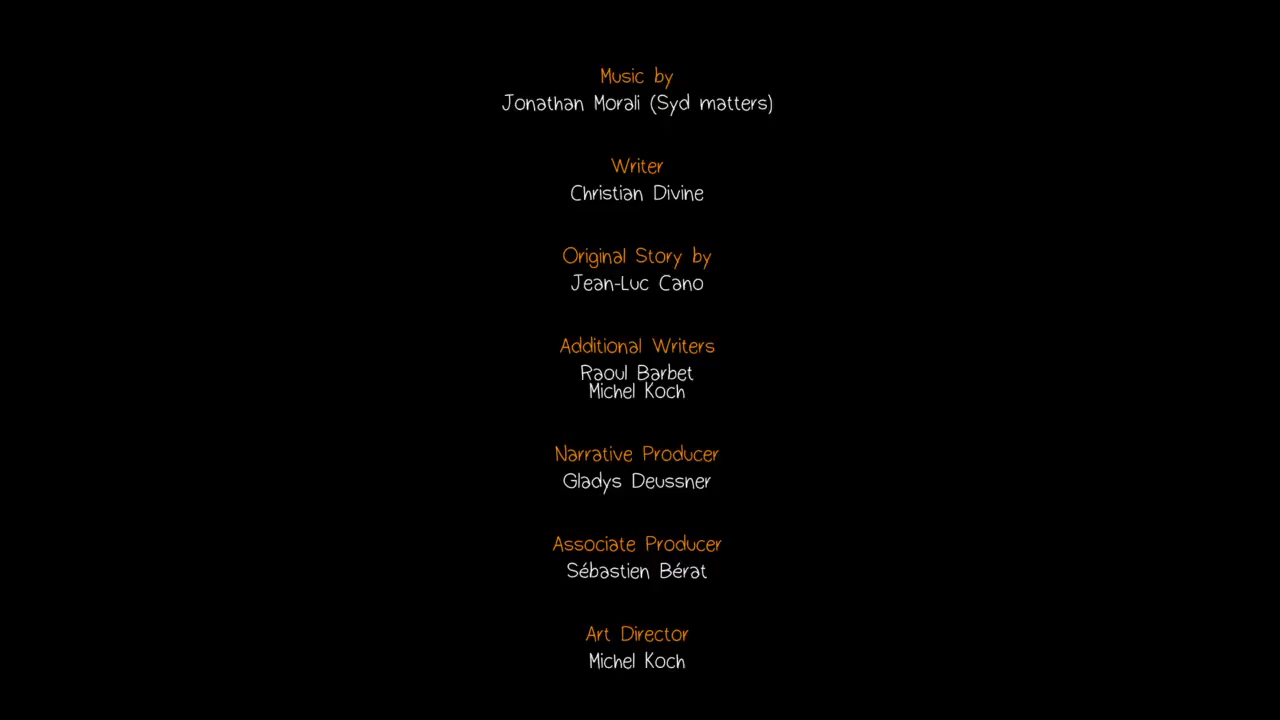 Music by
Jonathan Morali (Syd matters)
Writer
Christian Divine
Original Story by
Jean-Luc Cano
Additional Writers
Raoul Barbet
Michel Koch
Narrative Producer
Gladys Deussner
Associate Producer
Sébastien Bérat
Art Director
Michel Koch